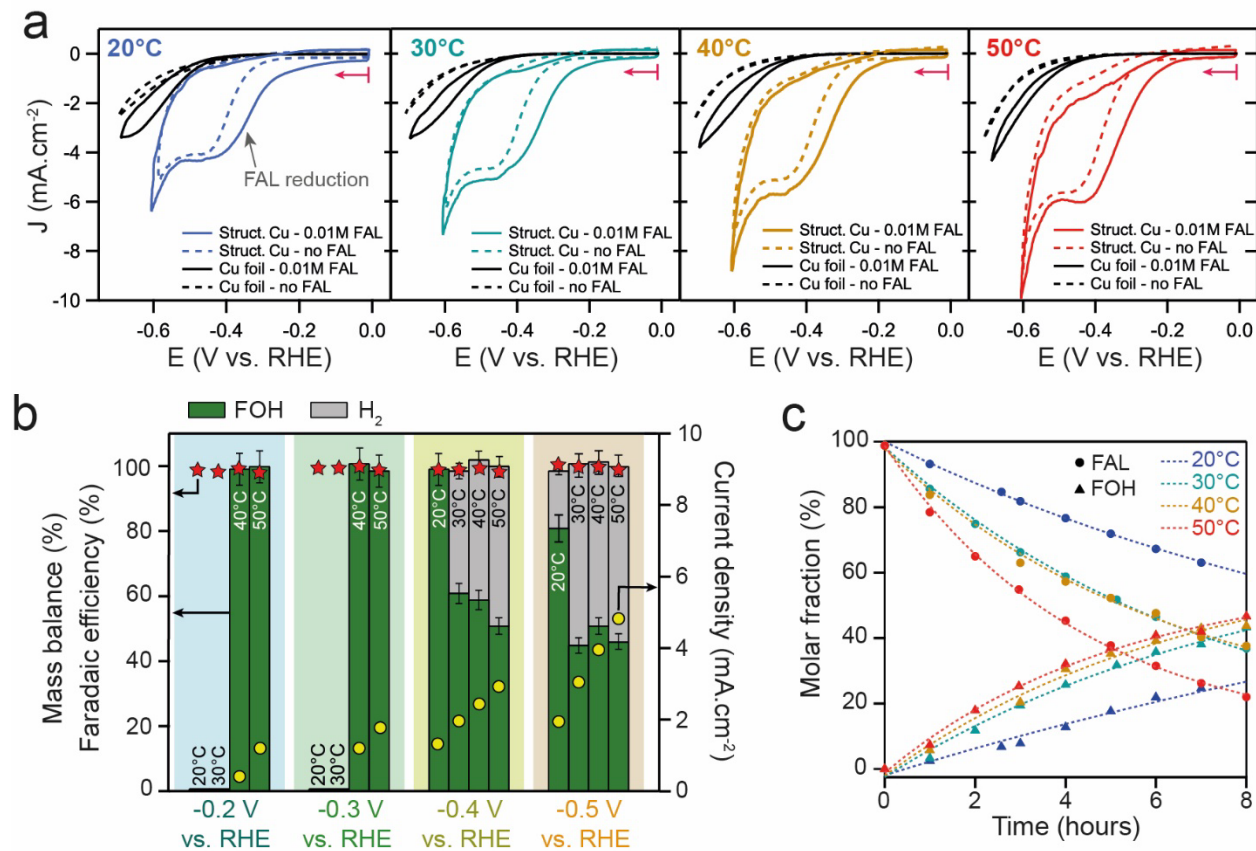 a
20°C
30°C
40°C
50°C
J (mA.cm⁻²)
0
-2
-4
-6
-8
-10
FAL reduction
Struct. Cu - 0.01M FAL
Struct. Cu - no FAL
Cu foil - 0.01M FAL
Cu foil - no FAL
Struct. Cu - 0.01M FAL
Struct. Cu - no FAL
Cu foil - 0.01M FAL
Cu foil - no FAL
Struct. Cu - 0.01M FAL
Struct. Cu - no FAL
Cu foil - 0.01M FAL
Cu foil - no FAL
Struct. Cu - 0.01M FAL
Struct. Cu - no FAL
Cu foil - 0.01M FAL
Cu foil - no FAL
-0.6 -0.4 -0.2 0.0
-0.6 -0.4 -0.2 0.0
-0.6 -0.4 -0.2 0.0
-0.6 -0.4 -0.2 0.0
E (V vs. RHE)
E (V vs. RHE)
E (V vs. RHE)
E (V vs. RHE)
b
FOH
H₂
Mass balance (%)
Faradaic efficiency (%)
100
80
60
40
20
0
20°C
30°C
40°C
50°C
20°C
30°C
40°C
50°C
20°C
30°C
40°C
50°C
20°C
30°C
40°C
50°C
10
8
6
4
2
0
Current density (mA.cm⁻²)
-0.2 V
vs. RHE
-0.3 V
vs. RHE
-0.4 V
vs. RHE
-0.5 V
vs. RHE
c
Molar fraction (%)
100
80
60
40
20
0
FAL
FOH
20°C
30°C
40°C
50°C
0 2 4 6 8
Time (hours)